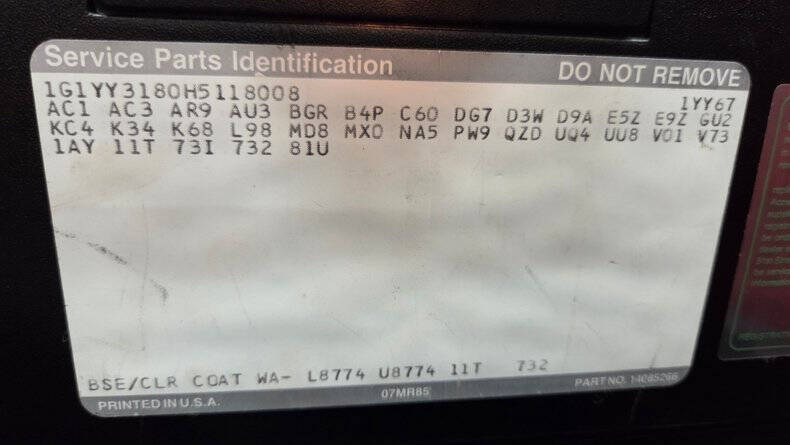 Service Parts Identification DO NOT REMOVE
1G1YY3180H5118008 1YY67
AC1 AC3 AR9 AU3 BGR B4P C60 DG7 D3W D9A E5Z E9Z GU2
KC4 K34 K68 L98 MD8 MX0 NA5 PW9 QZD UQ4 UU8 V01 V73
1AY 11T 73I 732 81U
BSE/CLR COAT WA- L8774 U8774 11T 732
PRINTED IN U.S.A. 07MR85 PART NO. 14085266